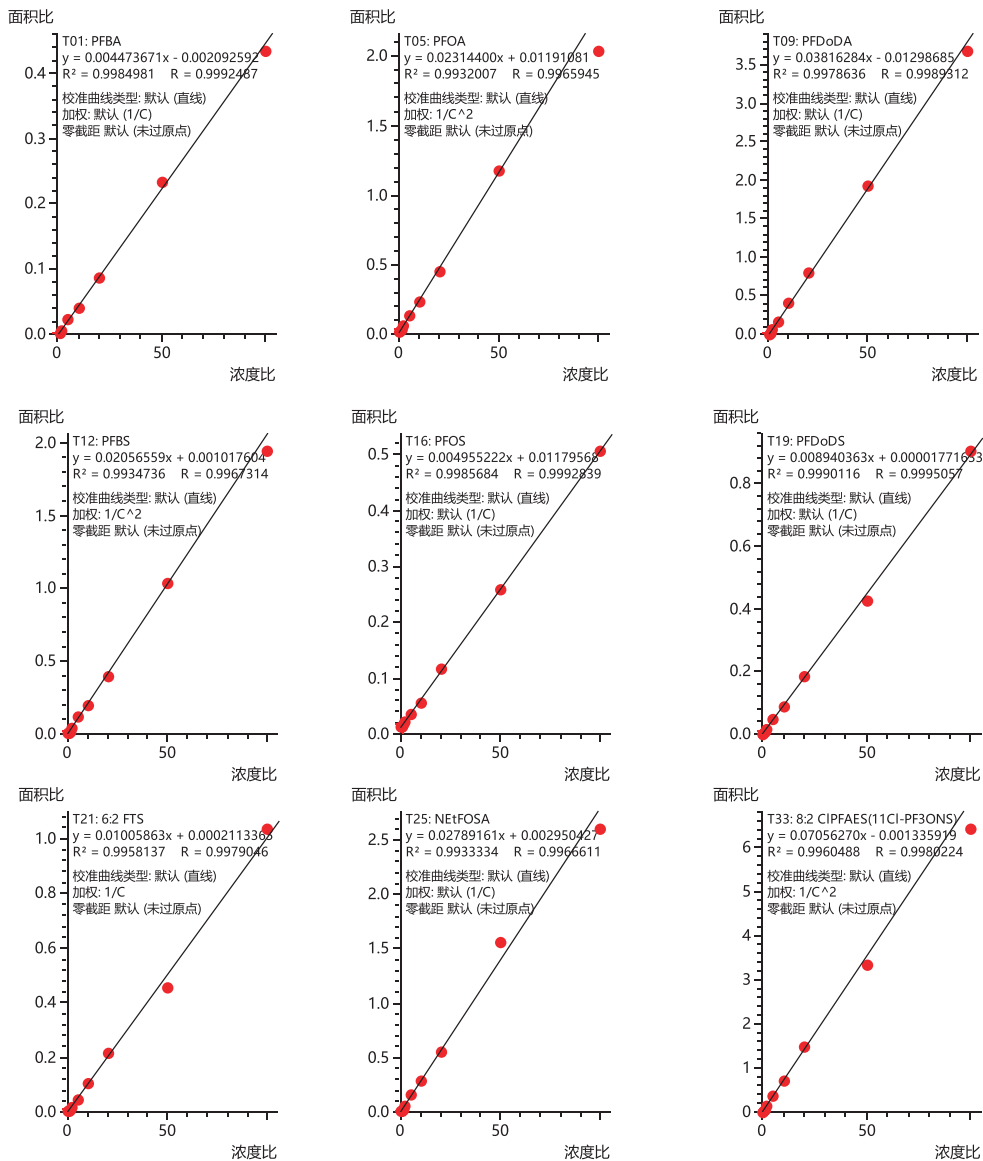 面积比
T01: PFBA
y = 0.004473671x - 0.002092592
R² = 0.9984981 R = 0.9992487
校准曲线类型: 默认 (直线)
加权: 默认 (1/C)
零截距 默认 (未过原点)
0.4
0.3
0.2
0.1
0.0
0
50
浓度比
面积比
T05: PFOA
y = 0.02314400x + 0.01191081
R² = 0.9932007 R = 0.9965945
校准曲线类型: 默认 (直线)
加权: 1/C^2
零截距 默认 (未过原点)
2.0
1.5
1.0
0.5
0.0
0
50
浓度比
面积比
T09: PFDoDA
y = 0.03816284x - 0.01298685
R² = 0.9978636 R = 0.9989312
校准曲线类型: 默认 (直线)
加权: 默认 (1/C)
零截距 默认 (未过原点)
3.5
3.0
2.5
2.0
1.5
1.0
0.5
0.0
0
50
浓度比
面积比
T12: PFBS
y = 0.02056559x + 0.001017604
R² = 0.9934736 R = 0.9967314
校准曲线类型: 默认 (直线)
加权: 1/C^2
零截距 默认 (未过原点)
2.0
1.5
1.0
0.5
0.0
0
50
浓度比
面积比
T16: PFOS
y = 0.004955222x + 0.01179568
R² = 0.9985684 R = 0.9992839
校准曲线类型: 默认 (直线)
加权: 默认 (1/C)
零截距 默认 (未过原点)
0.5
0.4
0.3
0.2
0.1
0.0
0
50
浓度比
面积比
T19: PFDoDS
y = 0.008940363x + 0.00001771653
R² = 0.9990116 R = 0.9995057
校准曲线类型: 默认 (直线)
加权: 默认 (1/C)
零截距 默认 (未过原点)
0.8
0.6
0.4
0.2
0.0
0
50
浓度比
面积比
T21: 6:2 FTS
y = 0.01005863x + 0.0002113365
R² = 0.9958137 R = 0.9979046
校准曲线类型: 默认 (直线)
加权: 1/C
零截距 默认 (未过原点)
1.0
0.8
0.6
0.4
0.2
0.0
0
50
浓度比
面积比
T25: NEtFOSA
y = 0.02789161x + 0.002950427
R² = 0.9933334 R = 0.9966611
校准曲线类型: 默认 (直线)
加权: 默认 (1/C)
零截距 默认 (未过原点)
2.5
2.0
1.5
1.0
0.5
0.0
0
50
浓度比
面积比
T33: 8:2 ClPFAES(11Cl-PF3ONS)
y = 0.07056270x - 0.001335919
R² = 0.9960488 R = 0.9980224
校准曲线类型: 默认 (直线)
加权: 1/C^2
零截距 默认 (未过原点)
6
5
4
3
2
1
0
0
50
浓度比